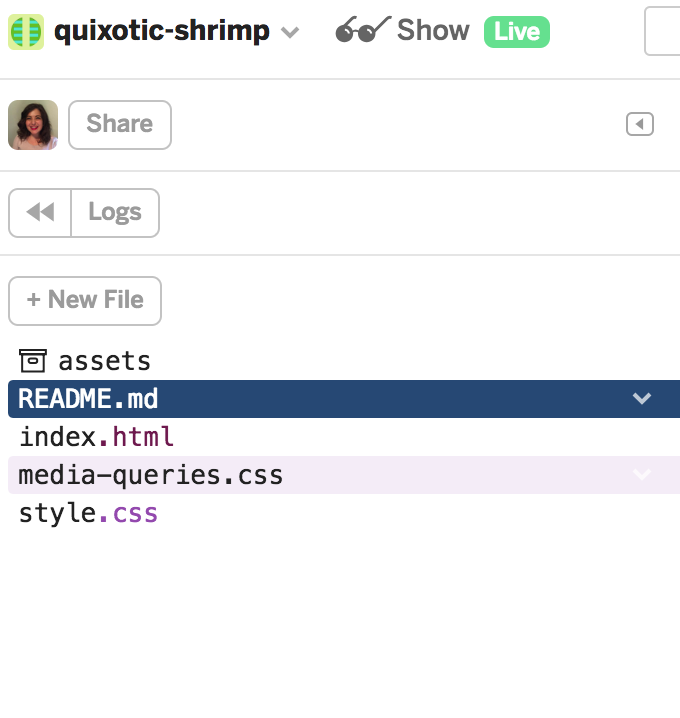 quixotic-shrimp Show Live
Share
Logs
+ New File
assets
README.md
index.html
media-queries.css
style.css